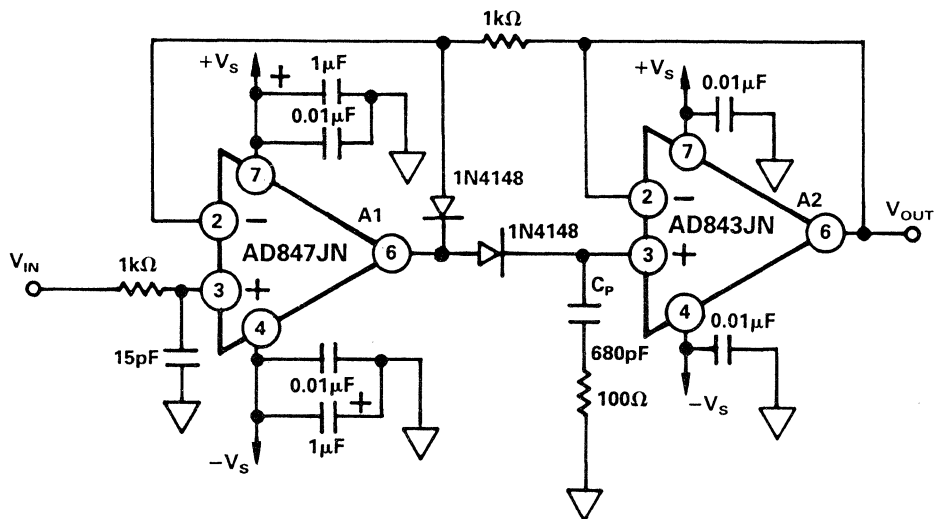 1kΩ
+VS
+
1μF
0.01μF
+VS
0.01μF
7
7
1N4148
2
−
A1
2
−
A2
AD847JN
6
1N4148
AD843JN
6
VOUT
VIN
1kΩ
3
+
3
+
CP
4
4
15pF
0.01μF
+
1μF
−VS
680pF
100Ω
0.01μF
−VS